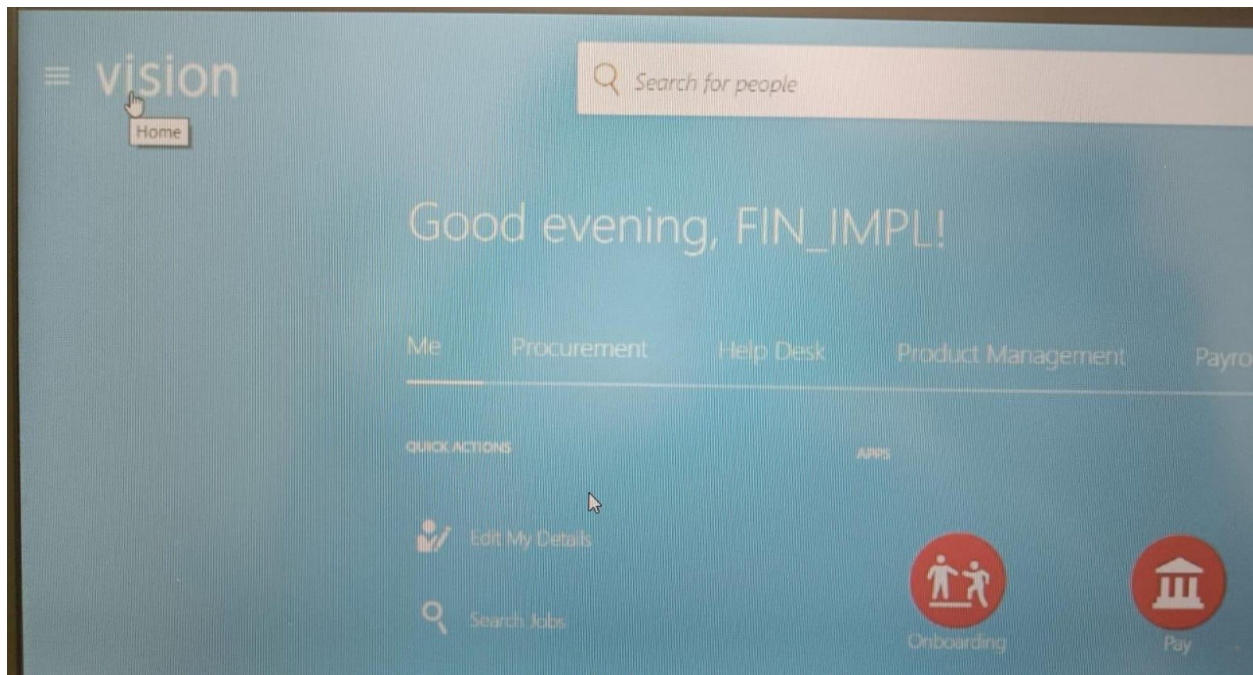 vision
Search for people
Home
Good evening, FIN_IMPL!
Me Procurement Help Desk Product Management Payro
QUICK ACTIONS APPS
Edit My Details
Search Jobs
Onboarding Pay